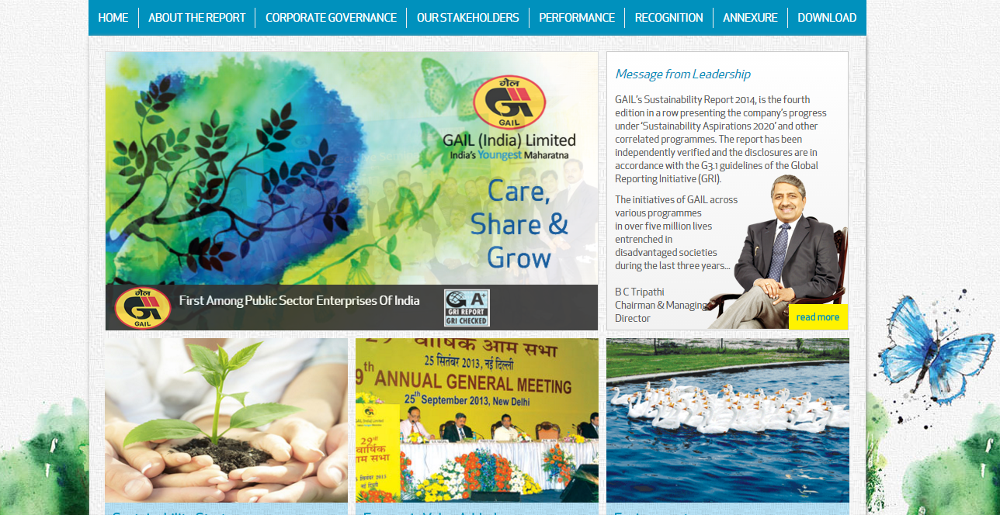 HOME
ABOUT THE REPORT
CORPORATE GOVERNANCE
OUR STAKEHOLDERS
PERFORMANCE
RECOGNITION
ANNEXURE
DOWNLOAD
गेल
GAIL
GAIL (India) Limited
India's Youngest Maharatna
Care,
Share &
Grow
गेल
GAIL
First Among Public Sector Enterprises Of India
G A+
GRI REPORT
GRI CHECKED
Message from Leadership
GAIL's Sustainability Report 2014, is the fourth
edition in a row presenting the company's progress
under 'Sustainability Aspirations 2020' and other
correlated programmes. The report has been
independently verified and the disclosures are in
accordance with the G3.1 guidelines of the Global
Reporting Initiative (GRI).
The initiatives of GAIL across
various programmes
in over five million lives
entrenched in
disadvantaged societies
during the last three years...
B C Tripathi
Chairman & Managing
Director
read more
29 वार्षिक आम सभा
25 सितंबर 2013, नई दिल्ली
9th ANNUAL GENERAL MEETING
25th September 2013, New Delhi
GAIL (India) Limited
29वीं
वार्षिक
आम सभा
2013
नई दिल्ली